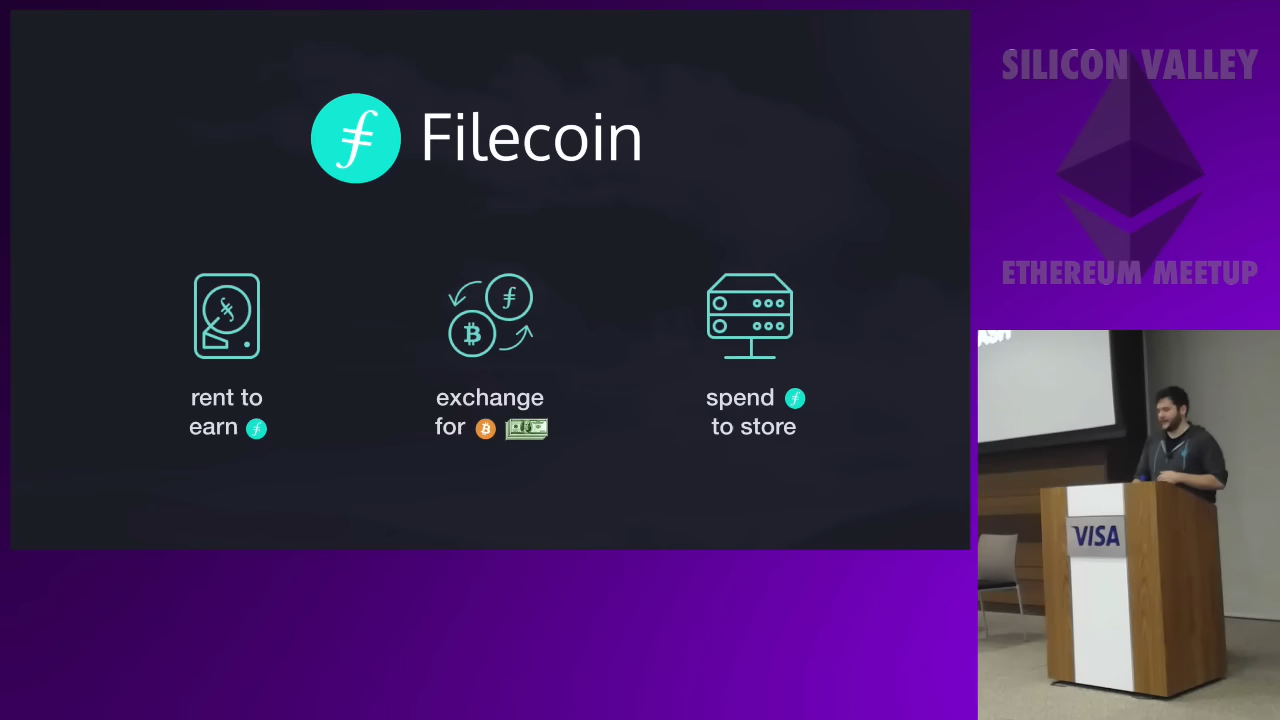 SILICON VALLEY
ETHEREUM MEETUP
Filecoin
rent to
earn
exchange
for
spend
to store
VISA